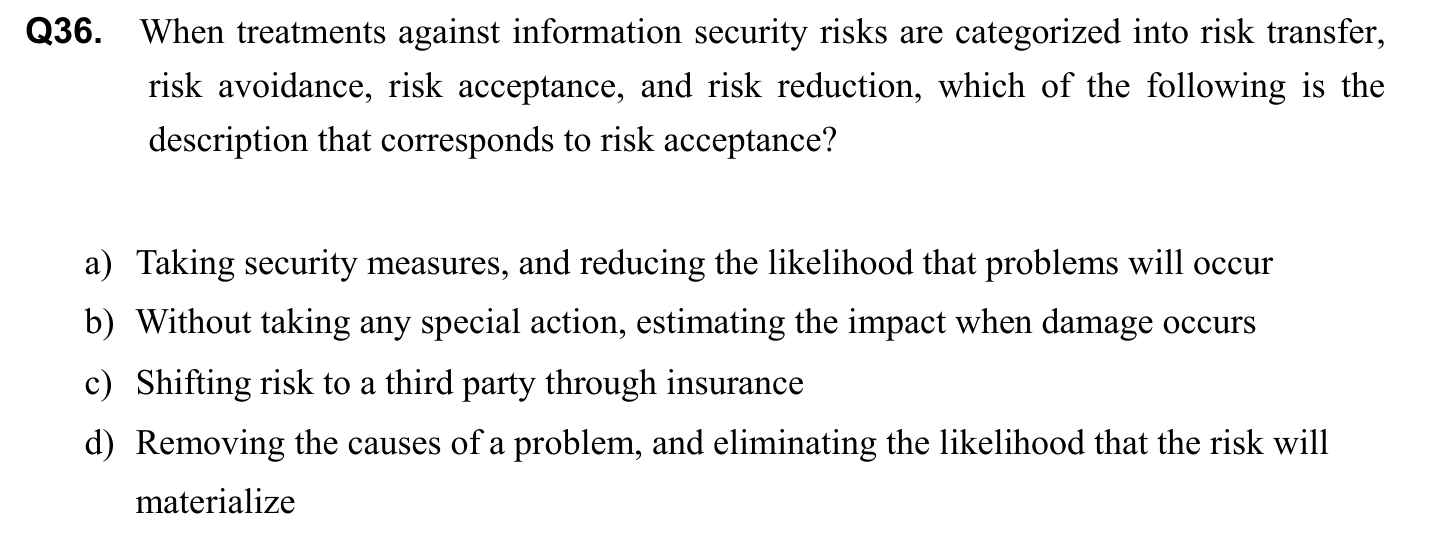 Q36. When treatments against information security risks are categorized into risk transfer,
risk avoidance, risk acceptance, and risk reduction, which of the following is the
description that corresponds to risk acceptance?
a) Taking security measures, and reducing the likelihood that problems will occur
b) Without taking any special action, estimating the impact when damage occurs
c) Shifting risk to a third party through insurance
d) Removing the causes of a problem, and eliminating the likelihood that the risk will
materialize